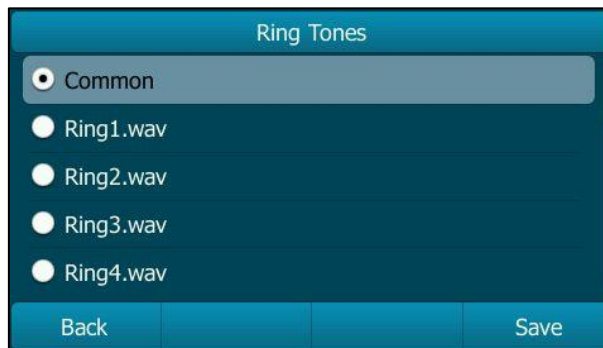 Ring Tones
Common
Ring1.wav
Ring2.wav
Ring3.wav
Ring4.wav
Back Save